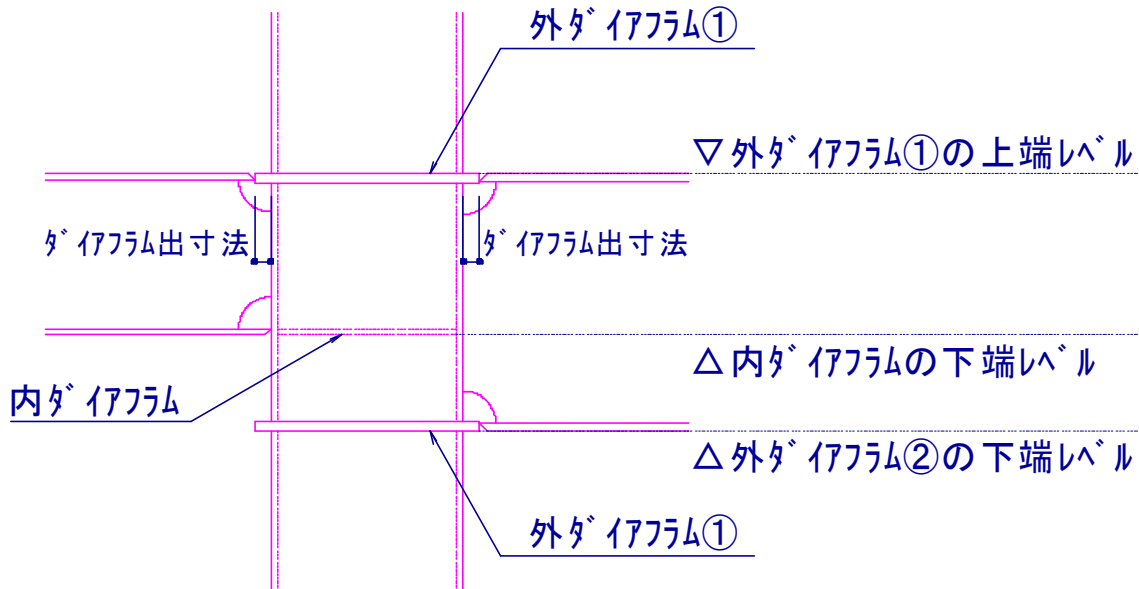 外ﾀﾞｲｱﾌﾗﾑ①
▽外ﾀﾞｲｱﾌﾗﾑ①の上端ﾚﾍﾞﾙ
ﾀﾞｲｱﾌﾗﾑ出寸法
ﾀﾞｲｱﾌﾗﾑ出寸法
△内ﾀﾞｲｱﾌﾗﾑの下端ﾚﾍﾞﾙ
内ﾀﾞｲｱﾌﾗﾑ
△外ﾀﾞｲｱﾌﾗﾑ②の下端ﾚﾍﾞﾙ
外ﾀﾞｲｱﾌﾗﾑ①